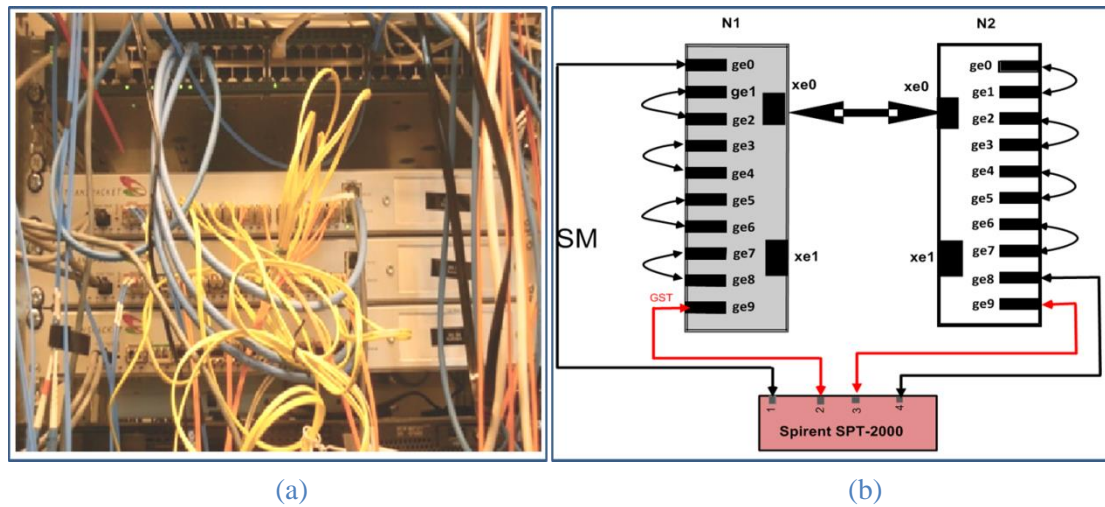 N1
N2
ge0
ge1
ge2
ge3
ge4
ge5
ge6
ge7
ge8
ge9
xe0
xe1
xe0
xe1
ge0
ge1
ge2
ge3
ge4
ge5
ge6
ge7
ge8
ge9
SM
GST
1
2
3
4
Spirent SPT-2000
(a)
(b)